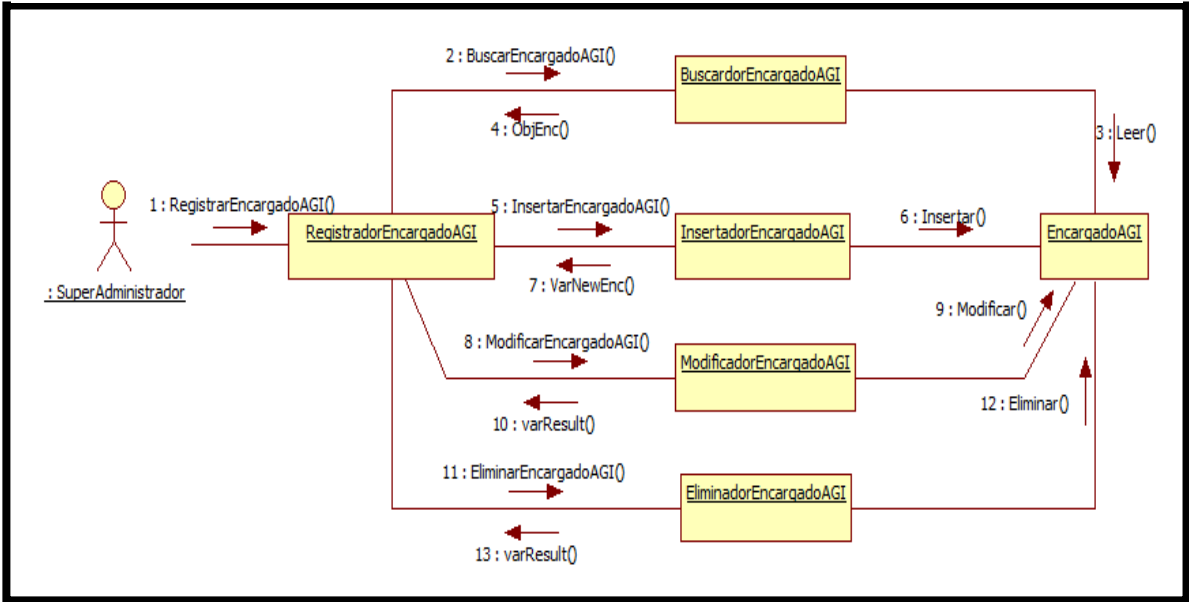 2 : BuscarEncargadoAGI()
BuscardorEncargadoAGI
4 : ObjEnc()
3 : Leer()
1 : RegistrarEncargadoAGI()
5 : InsertarEncargadoAGI()
6 : Insertar()
RegistradorEncargadoAGI
InsertadorEncargadoAGI
EncargadoAGI
7 : VarNewEnc()
: SuperAdministrador
9 : Modificar()
8 : ModificarEncargadoAGI()
ModificadorEncargadoAGI
12 : Eliminar()
10 : varResult()
11 : EliminarEncargadoAGI()
EliminadorEncargadoAGI
13 : varResult()